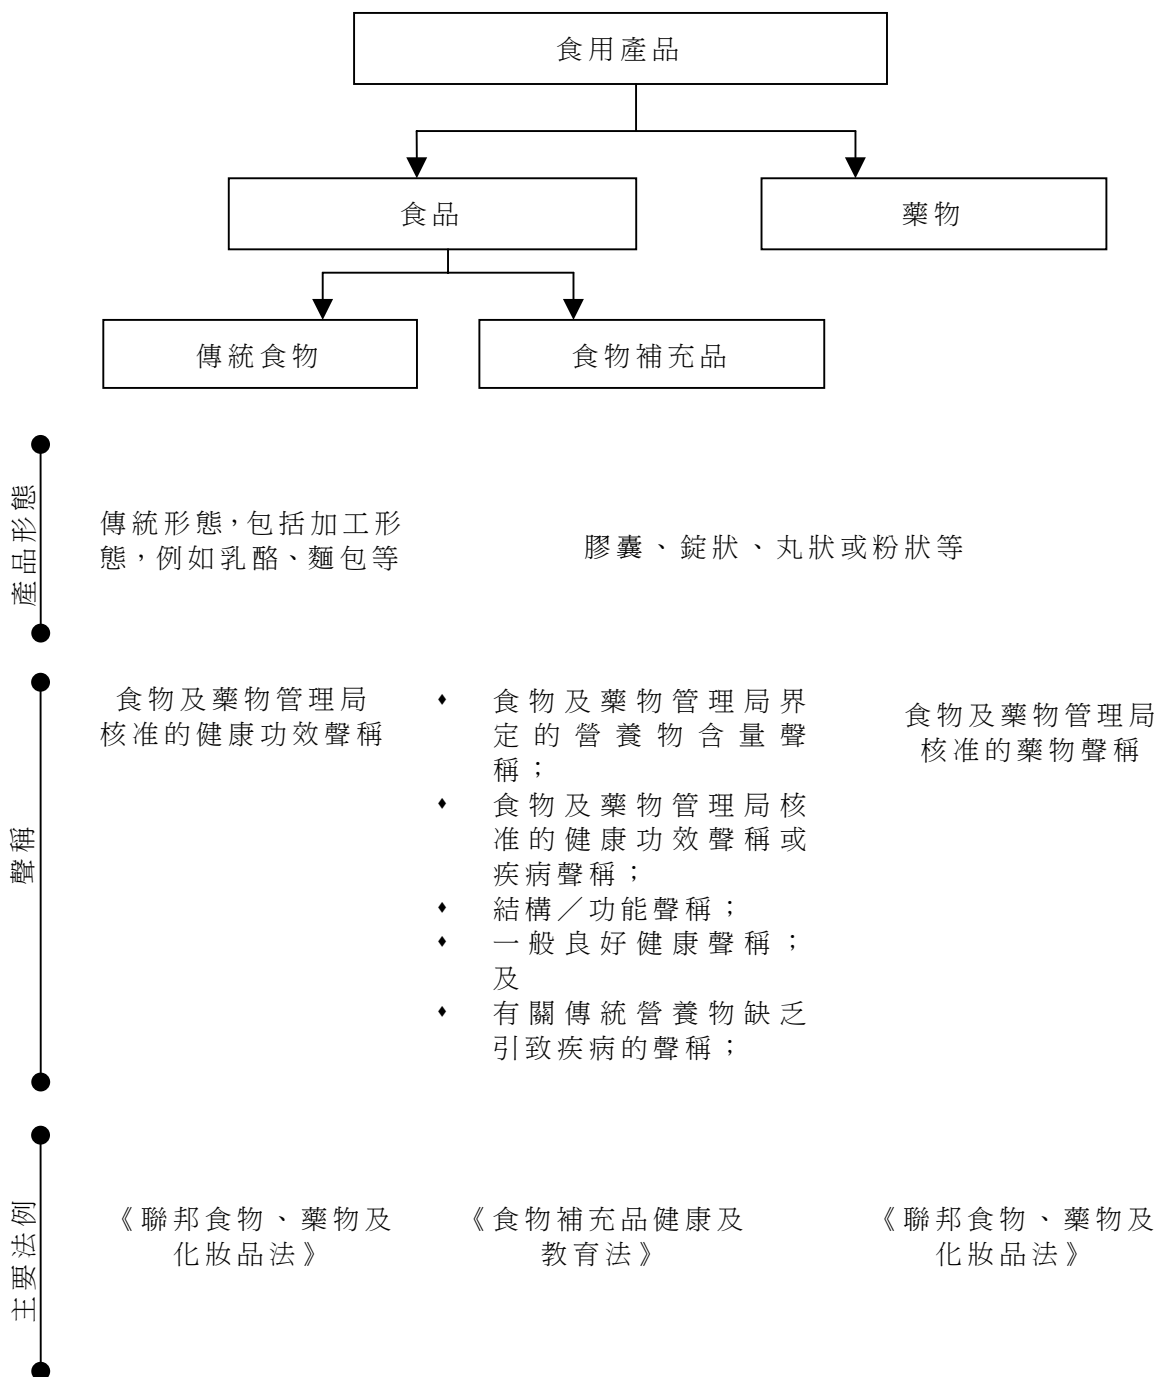 食用產品
食品
藥物
傳統食物
食物補充品
產品形態
傳統形態，包括加工形
態，例如乳酪、麵包等
膠囊、錠狀、丸狀或粉狀等
聲稱
食物及藥物管理局
核准的健康功效聲稱
♦ 食物及藥物管理局界
定的營養物含量聲
稱；
♦ 食物及藥物管理局核
准的健康功效聲稱或
疾病聲稱；
♦ 結構／功能聲稱；
♦ 一般良好健康聲稱；
及
♦ 有關傳統營養物缺乏
引致疾病的聲稱；
食物及藥物管理局
核准的藥物聲稱
主要法例
《聯邦食物、藥物及
化妝品法》
《食物補充品健康及
教育法》
《聯邦食物、藥物及
化妝品法》